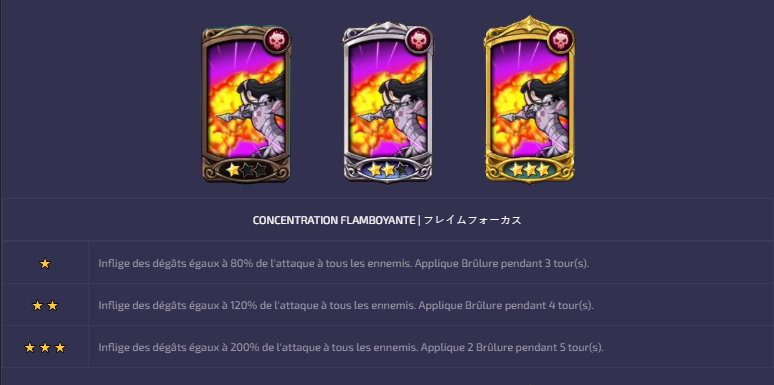 CONCENTRATION FLAMBOYANTE | フレイムフォーカス
Inflige des dégâts égaux à 80% de l'attaque à tous les ennemis. Applique Brûlure pendant 3 tour(s).
Inflige des dégâts égaux à 120% de l'attaque à tous les ennemis. Applique Brûlure pendant 4 tour(s).
Inflige des dégâts égaux à 200% de l'attaque à tous les ennemis. Applique 2 Brûlure pendant 5 tour(s).